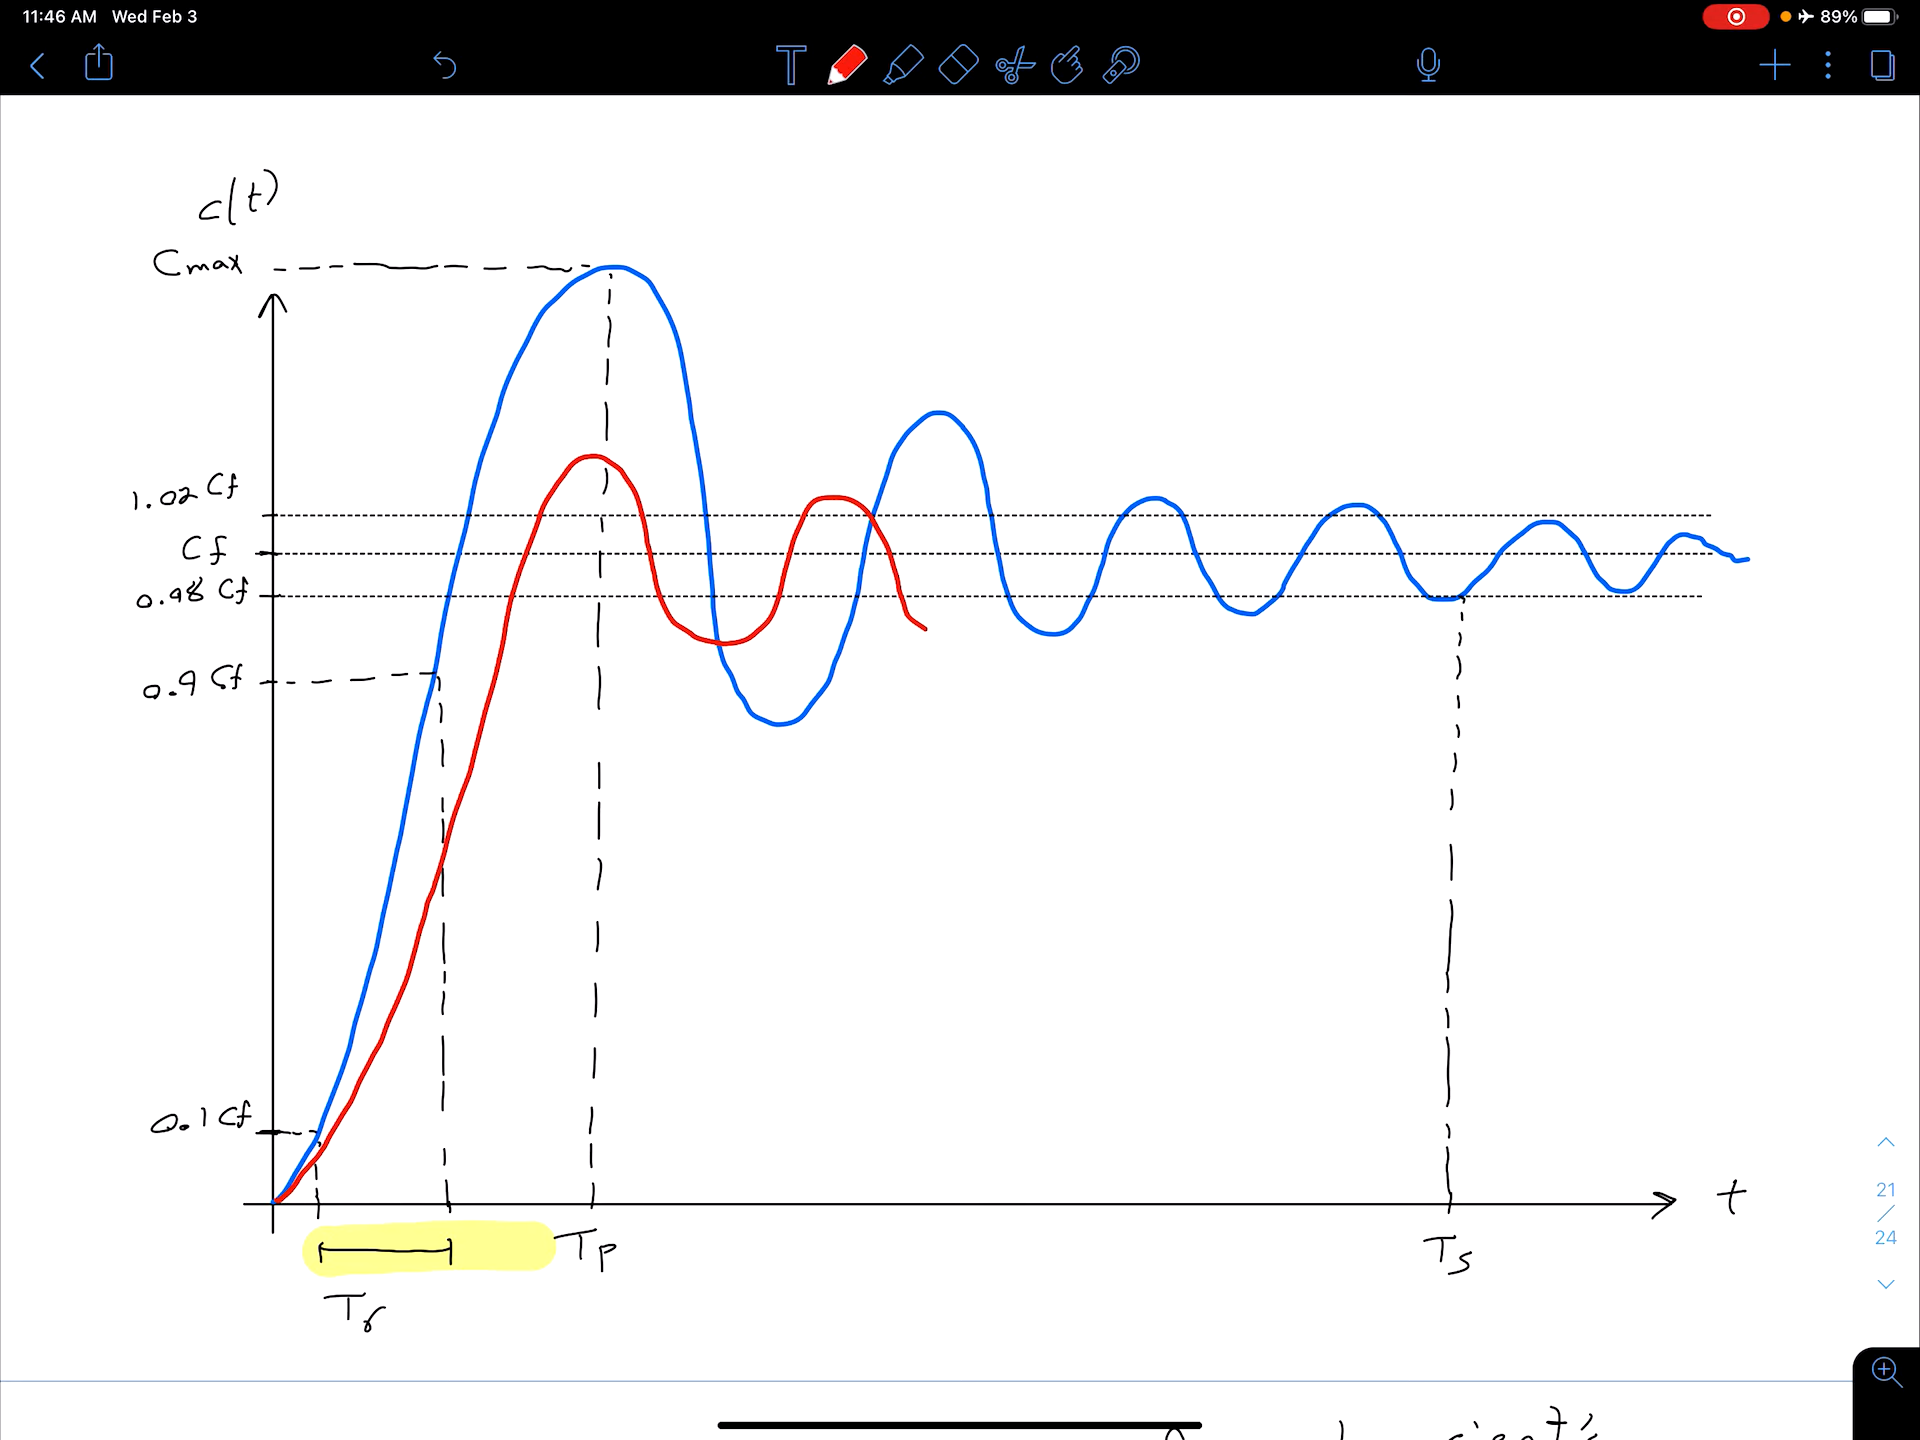 11:46 AM Wed Feb 3
89%
T
c(t)
Cmax
1.02 Cf
Cf
0.98 Cf
0.9 Cf
0.1 Cf
t
Tp
Ts
Tr
21
/
24